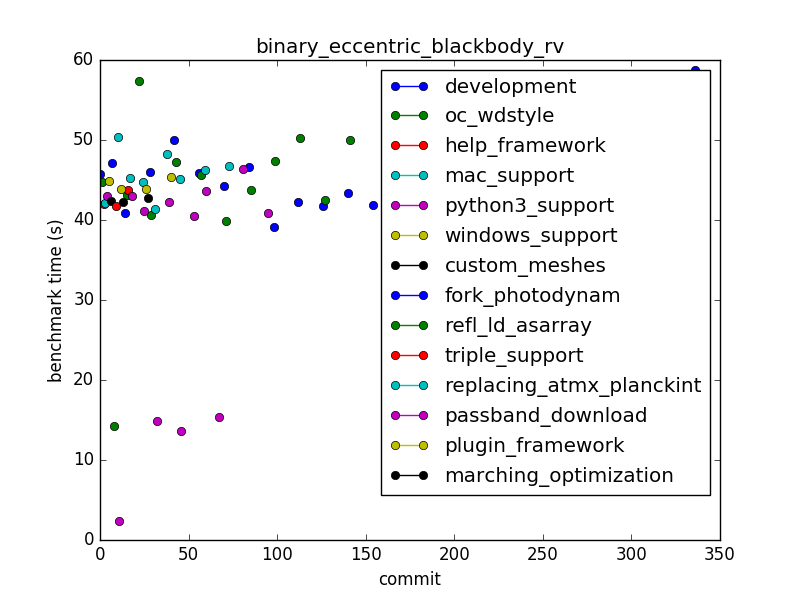 binary_eccentric_blackbody_rv
60
50
40
30
20
10
0
benchmark time (s)
development
oc_wdstyle
help_framework
mac_support
python3_support
windows_support
custom_meshes
fork_photodynam
refl_ld_asarray
triple_support
replacing_atmx_planckint
passband_download
plugin_framework
marching_optimization
0 50 100 150 200 250 300 350
commit